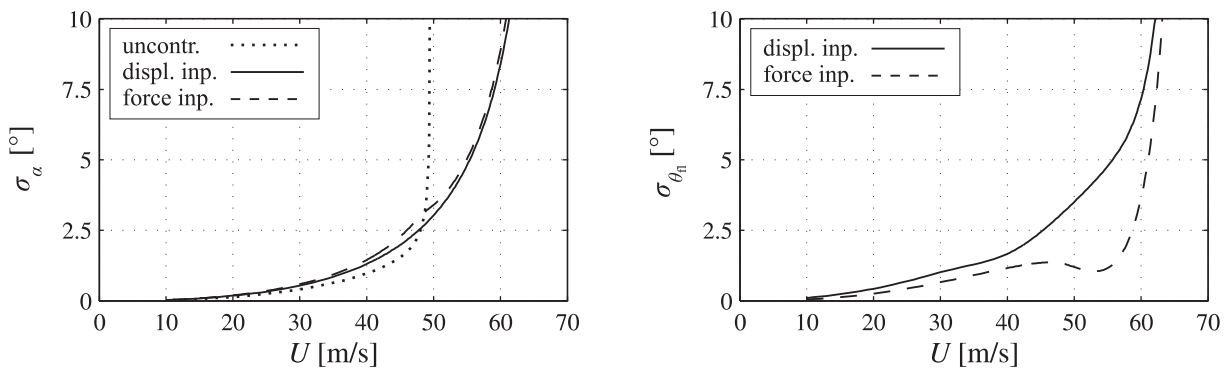 10
7.5
5
2.5
0
σα [°]
uncontr.
displ. inp.
force inp.
0 10 20 30 40 50 60 70
U [m/s]
10
7.5
5
2.5
0
σθfl [°]
displ. inp.
force inp.
0 10 20 30 40 50 60 70
U [m/s]